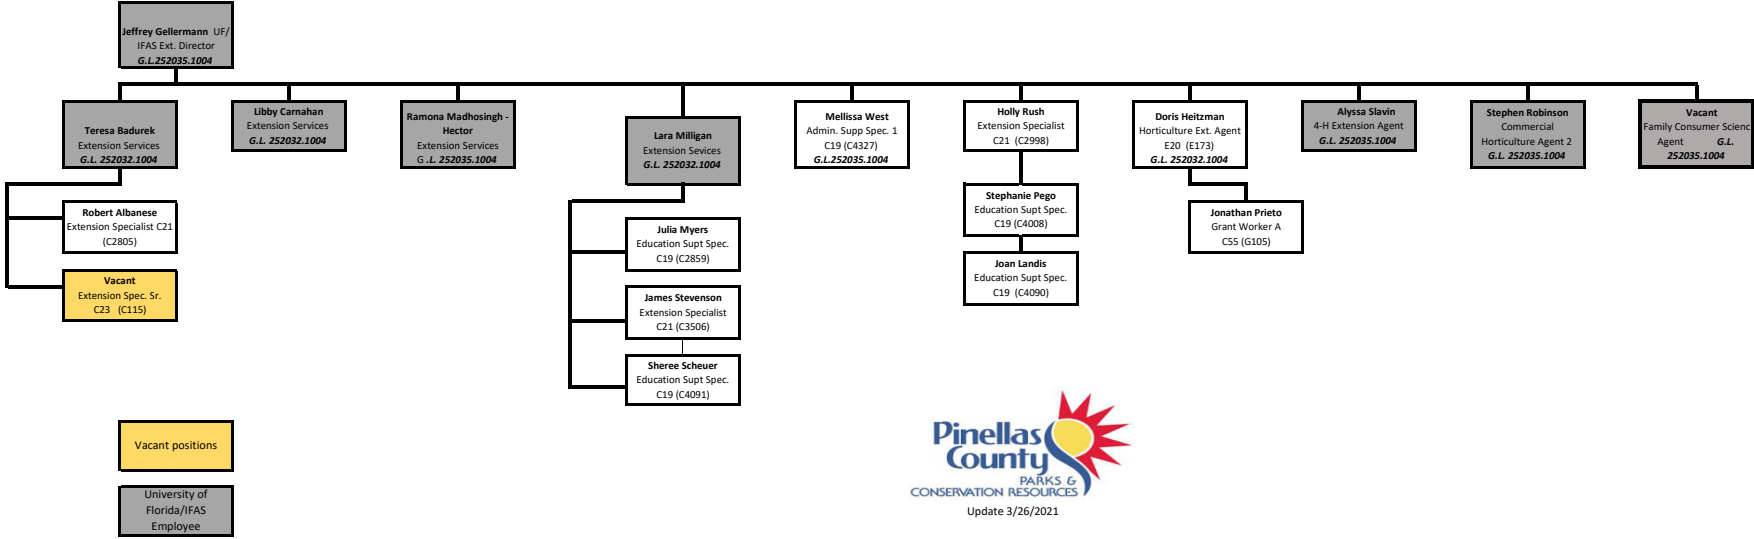 Jeffrey Gellermann UF/
IFAS Ext. Director
G.L.252035.1004
Teresa Badurek
Extension Services
G.L. 252032.1004
Libby Carnahan
Extension Services
G.L. 252032.1004
Ramona Madhosingh -
Hector
Extension Services
G .L. 252035.1004
Lara Milligan
Extension Sevices
G.L. 252032.1004
Mellissa West
Admin. Supp Spec. 1
C19 (C4327)
G.L.252035.1004
Holly Rush
Extension Specialist
C21 (C2998)
Doris Heitzman
Horticulture Ext. Agent
E20 (E173)
G.L. 252032.1004
Alyssa Slavin
4-H Extension Agent
G.L. 252035.1004
Stephen Robinson
Commercial
Horticulture Agent 2
G.L. 252035.1004
Vacant
Family Consumer Scienc
Agent G.L.
252035.1004
Robert Albanese
Extension Specialist C21
(C2805)
Vacant
Extension Spec. Sr.
C23 (C115)
Julia Myers
Education Supt Spec.
C19 (C2859)
James Stevenson
Extension Specialist
C21 (C3506)
Sheree Scheuer
Education Supt Spec.
C19 (C4091)
Stephanie Pego
Education Supt Spec.
C19 (C4008)
Joan Landis
Education Supt Spec.
C19 (C4090)
Jonathan Prieto
Grant Worker A
C55 (G105)
Vacant positions
University of
Florida/IFAS
Employee
Pinellas
County
PARKS &
CONSERVATION RESOURCES
Update 3/26/2021